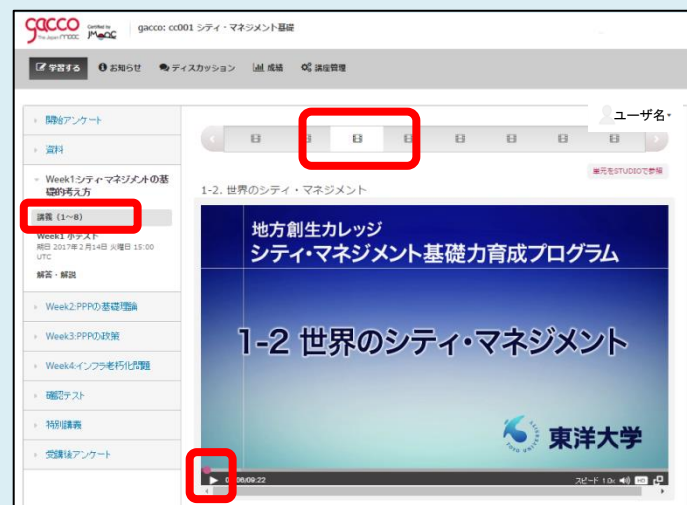 gacco
The Japan MOOC
Certified by
JMOOC
gacco: cc001 シティ・マネジメント基礎
学習する
お知らせ
ディスカッション
成績
講座管理
ユーザ名
開始アンケート
資料
Week1:シティ・マネジメントの基
礎的考え方
講義 (1~8)
Week1 小テスト
期日 2017年2月14日 火曜日 15:00
UTC
解答・解説
Week2:PPPの基礎理論
Week3:PPPの政策
Week4:インフラ老朽化問題
確認テスト
特別講義
受講後アンケート
単元をSTUDIOで参照
1-2. 世界のシティ・マネジメント
地方創生カレッジ
シティ・マネジメント基礎力育成プログラム
1-2 世界のシティ・マネジメント
TOYO UNIVERSITY
東洋大学
/09:22
スピード 1.0x
HD